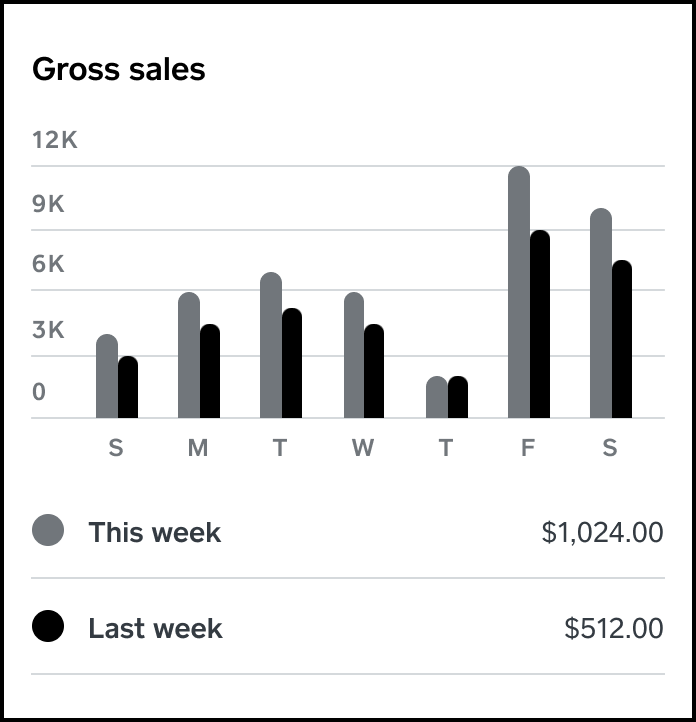 Gross sales
12K
9K
6K
3K
0
S M T W T F S
This week $1,024.00
Last week $512.00